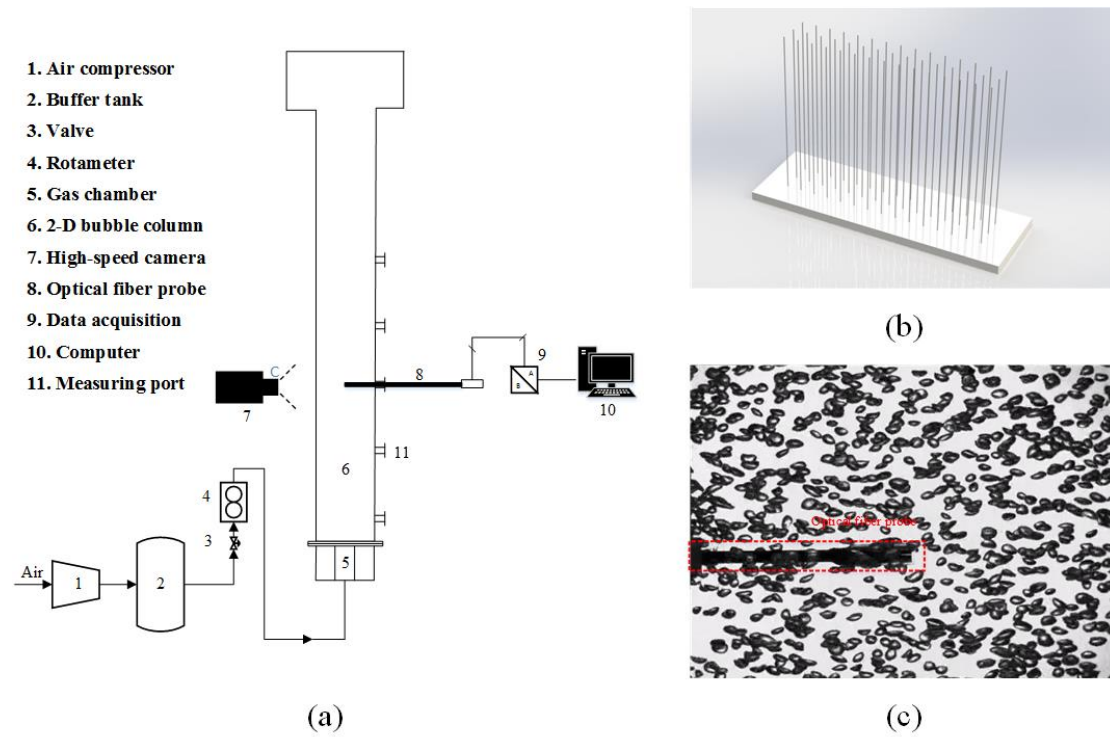 1. Air compressor
2. Buffer tank
3. Valve
4. Rotameter
5. Gas chamber
6. 2-D bubble column
7. High-speed camera
8. Optical fiber probe
9. Data acquisition
10. Computer
11. Measuring port
C
7
8
9
A
B
10
11
6
4
3
5
Air
1
2
(a)
(b)
Optical fiber probe
(c)